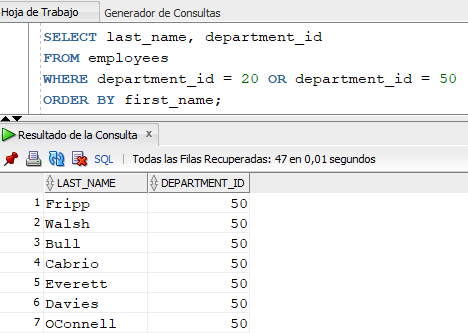 Hoja de Trabajo Generador de Consultas
SELECT last_name, department_id
FROM employees
WHERE department_id = 20 OR department_id = 50
ORDER BY first_name;
Resultado de la Consulta x
SQL | Todas las Filas Recuperadas: 47 en 0,01 segundos
LAST_NAME DEPARTMENT_ID
1 Fripp 50
2 Walsh 50
3 Bull 50
4 Cabrio 50
5 Everett 50
6 Davies 50
7 OConnell 50